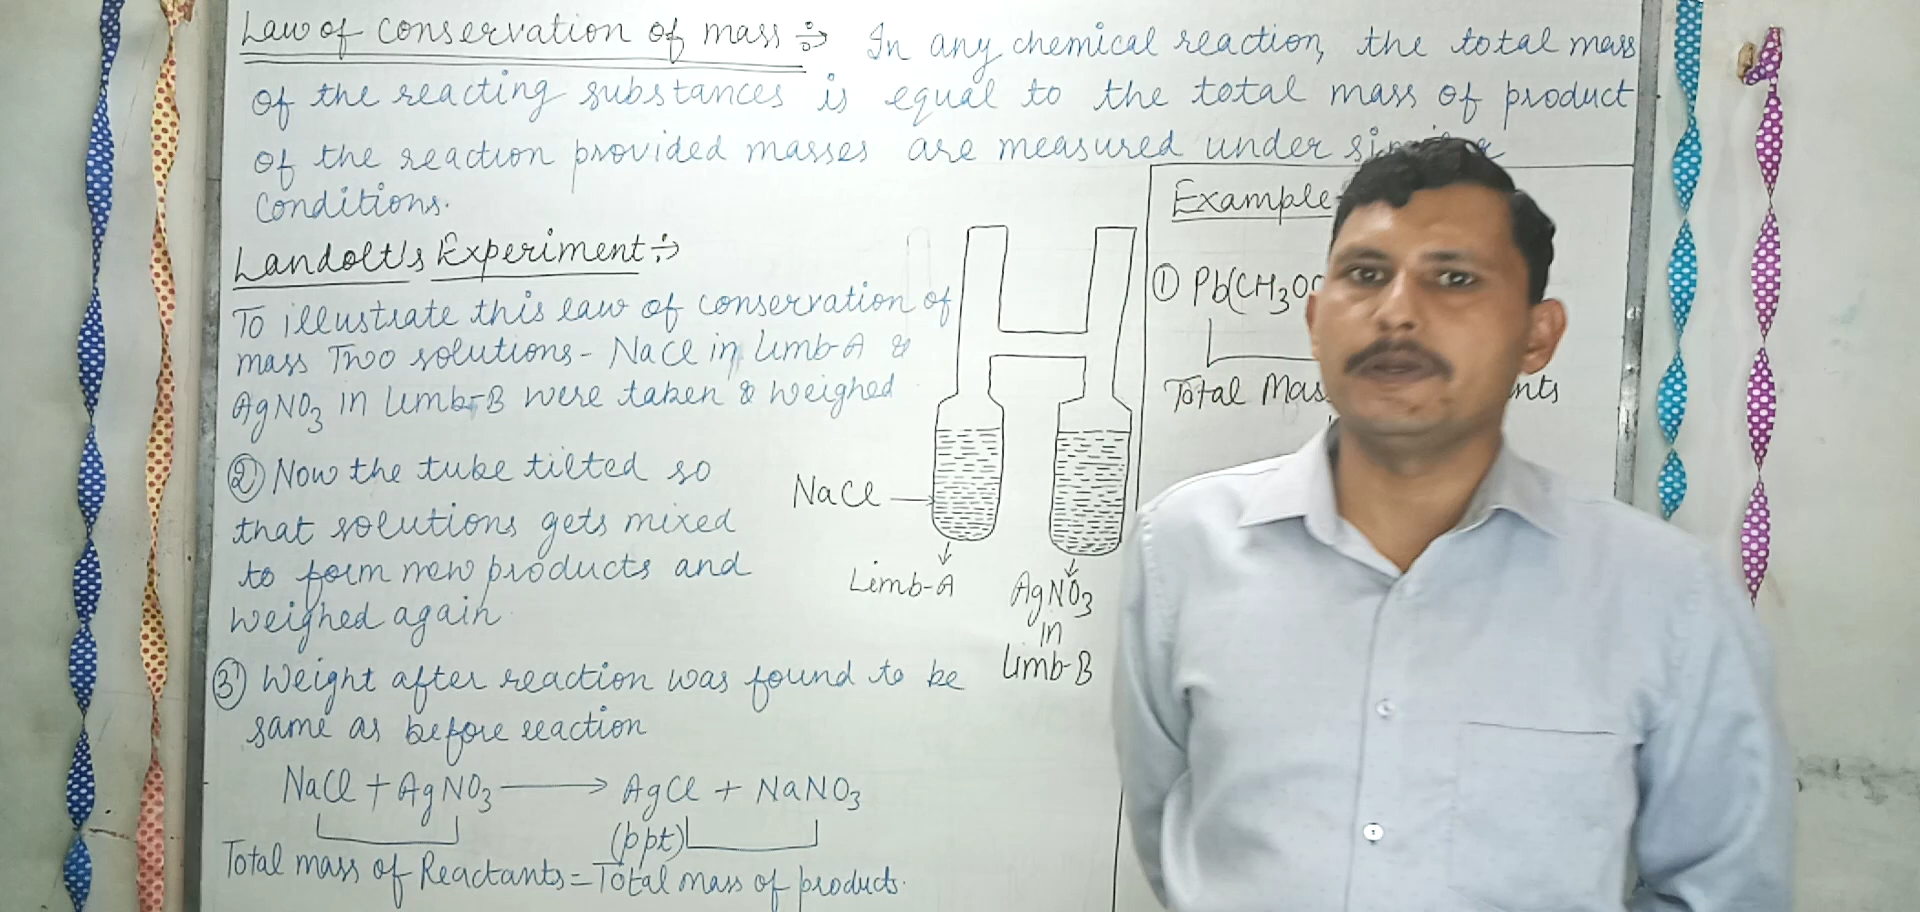 Law of conservation of mass ÷> In any chemical reaction, the total mass
of the reacting substances is equal to the total mass of product
of the reaction provided masses are measured under
conditions.
Landolt's Experiment ÷>
To illustrate this law of conservation of
mass Two solutions - NaCl in limb-A &
AgNO3 in limb-B were taken & weighed
② Now the tube tilted so
that solutions gets mixed
to form new products and
weighed again
③ Weight after reaction was found to be
same as before reaction
NaCl + AgNO3 ⟶ AgCl + NaNO3
(ppt)
Total mass of Reactants = Total mass of products.
NaCl
Limb-A
AgNO3
in
limb-B
Example
① Pb(CH3
Total